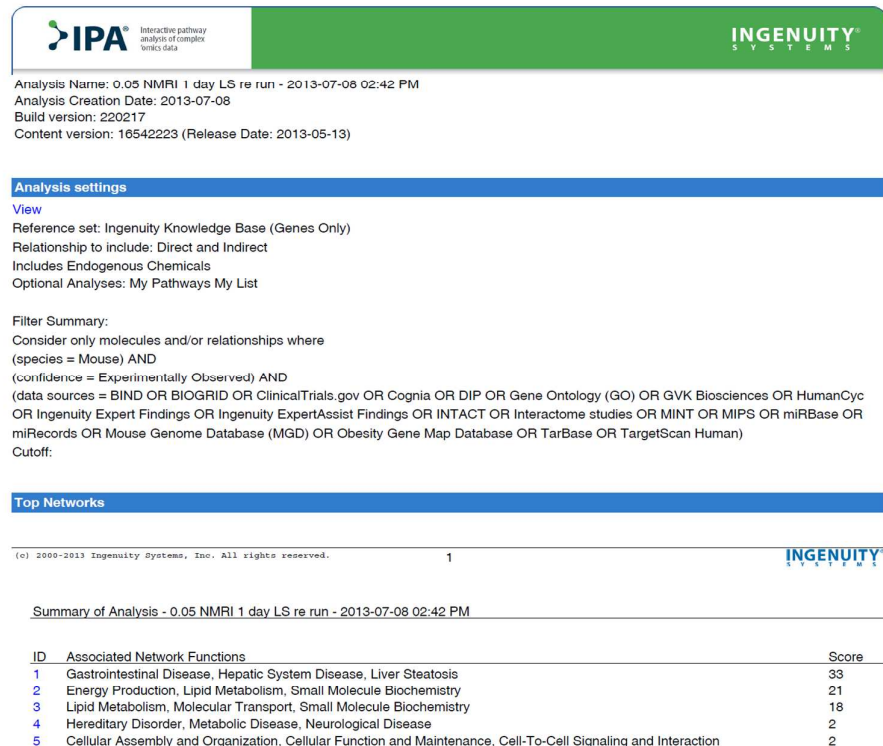 IPA®
Interactive pathway
analysis of complex
'omics data
INGENUITY®
SYSTEMS
Analysis Name: 0.05 NMRI 1 day LS re run - 2013-07-08 02:42 PM
Analysis Creation Date: 2013-07-08
Build version: 220217
Content version: 16542223 (Release Date: 2013-05-13)
Analysis settings
View
Reference set: Ingenuity Knowledge Base (Genes Only)
Relationship to include: Direct and Indirect
Includes Endogenous Chemicals
Optional Analyses: My Pathways My List
Filter Summary:
Consider only molecules and/or relationships where
(species = Mouse) AND
(confidence = Experimentally Observed) AND
(data sources = BIND OR BIOGRID OR ClinicalTrials.gov OR Cognia OR DIP OR Gene Ontology (GO) OR GVK Biosciences OR HumanCyc
OR Ingenuity Expert Findings OR Ingenuity ExpertAssist Findings OR INTACT OR Interactome studies OR MINT OR MIPS OR miRBase OR
miRecords OR Mouse Genome Database (MGD) OR Obesity Gene Map Database OR TarBase OR TargetScan Human)
Cutoff:
Top Networks
(c) 2000-2013 Ingenuity Systems, Inc. All rights reserved. 1 INGENUITY®
SYSTEMS
Summary of Analysis - 0.05 NMRI 1 day LS re run - 2013-07-08 02:42 PM
ID Associated Network Functions Score
1 Gastrointestinal Disease, Hepatic System Disease, Liver Steatosis 33
2 Energy Production, Lipid Metabolism, Small Molecule Biochemistry 21
3 Lipid Metabolism, Molecular Transport, Small Molecule Biochemistry 18
4 Hereditary Disorder, Metabolic Disease, Neurological Disease 2
5 Cellular Assembly and Organization, Cellular Function and Maintenance, Cell-To-Cell Signaling and Interaction 2